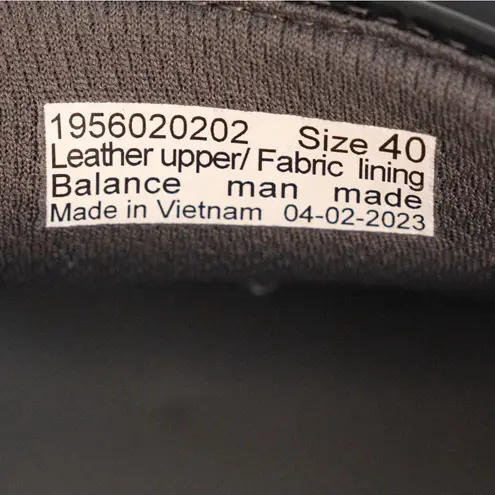 1956020202 Size 40
Leather upper/ Fabric lining
Balance man made
Made in Vietnam 04-02-2023